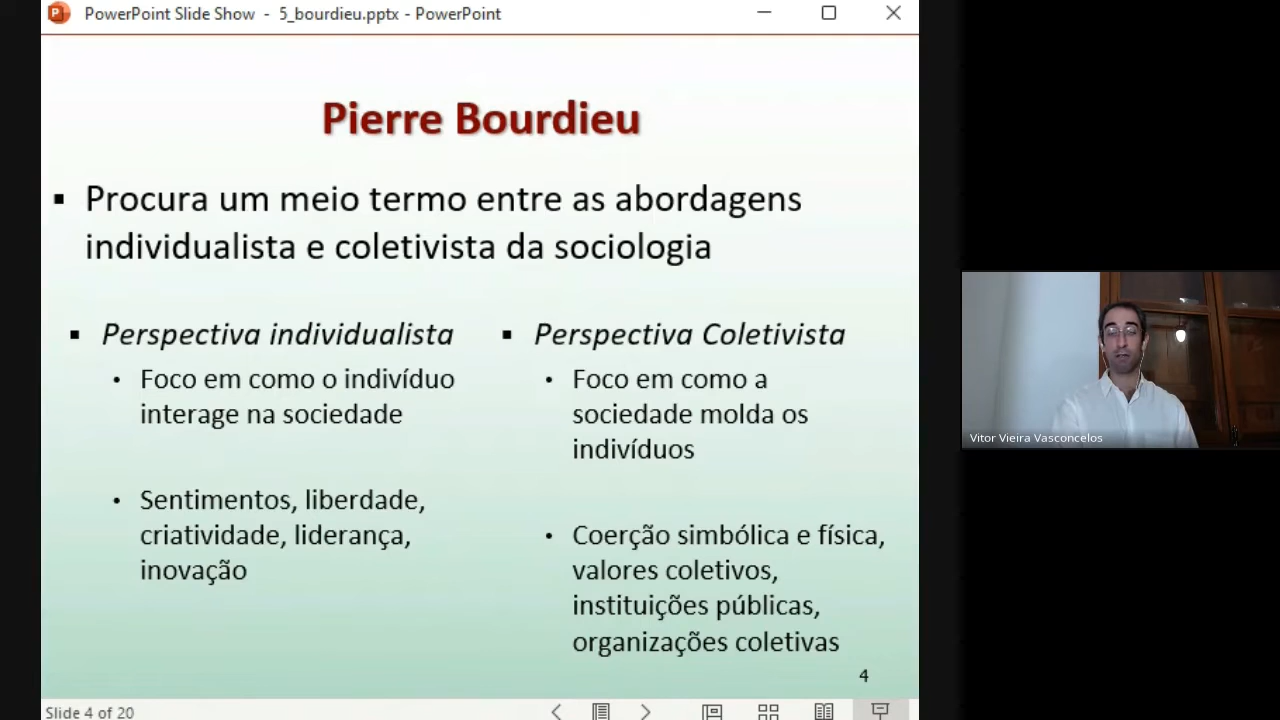 PowerPoint Slide Show - 5_bourdieu.pptx - PowerPoint
Pierre Bourdieu
▪ Procura um meio termo entre as abordagens
individualista e coletivista da sociologia
▪ Perspectiva individualista
• Foco em como o indivíduo
interage na sociedade
• Sentimentos, liberdade,
criatividade, liderança,
inovação
▪ Perspectiva Coletivista
• Foco em como a
sociedade molda os
indivíduos
• Coerção simbólica e física,
valores coletivos,
instituições públicas,
organizações coletivas
4
Slide 4 of 20
Vitor Vieira Vasconcelos